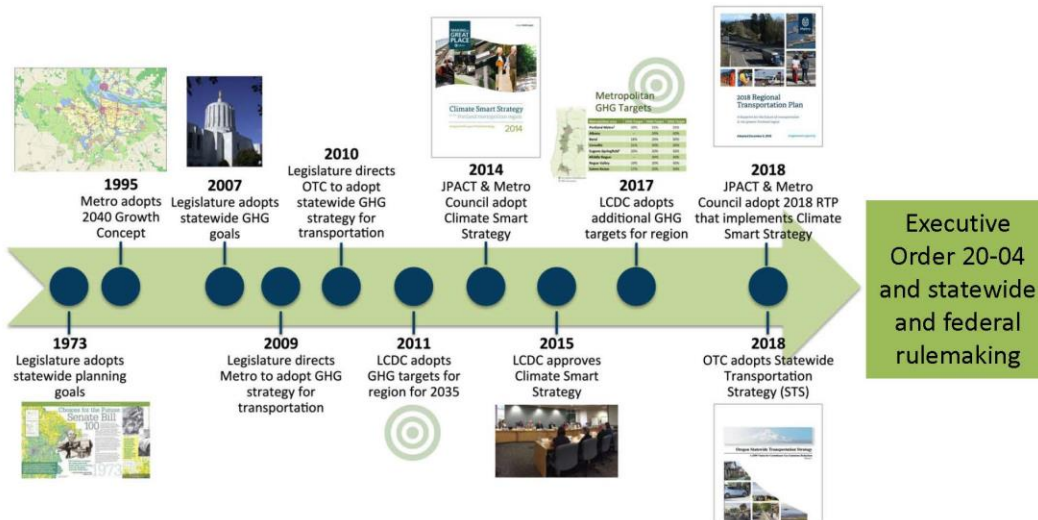 MAKING A
GREAT
PLACE
Climate Smart Strategy
2014
Metropolitan
GHG Targets
2018 Regional
Transportation Plan
1995
Metro adopts
2040 Growth
Concept
2007
Legislature adopts
statewide GHG
goals
2010
Legislature directs
OTC to adopt
statewide GHG
strategy for
transportation
2014
JPACT & Metro
Council adopt
Climate Smart
Strategy
2017
LCDC adopts
additional GHG
targets for region
2018
JPACT & Metro
Council adopt 2018 RTP
that implements Climate
Smart Strategy
Executive
Order 20-04
and statewide
and federal
rulemaking
1973
Legislature adopts
statewide planning
goals
2009
Legislature directs
Metro to adopt GHG
strategy for
transportation
2011
LCDC adopts
GHG targets for
region for 2035
2015
LCDC approves
Climate Smart
Strategy
2018
OTC adopts Statewide
Transportation
Strategy (STS)
Senate Bill
100
1973
Oregon Statewide Transportation Strategy